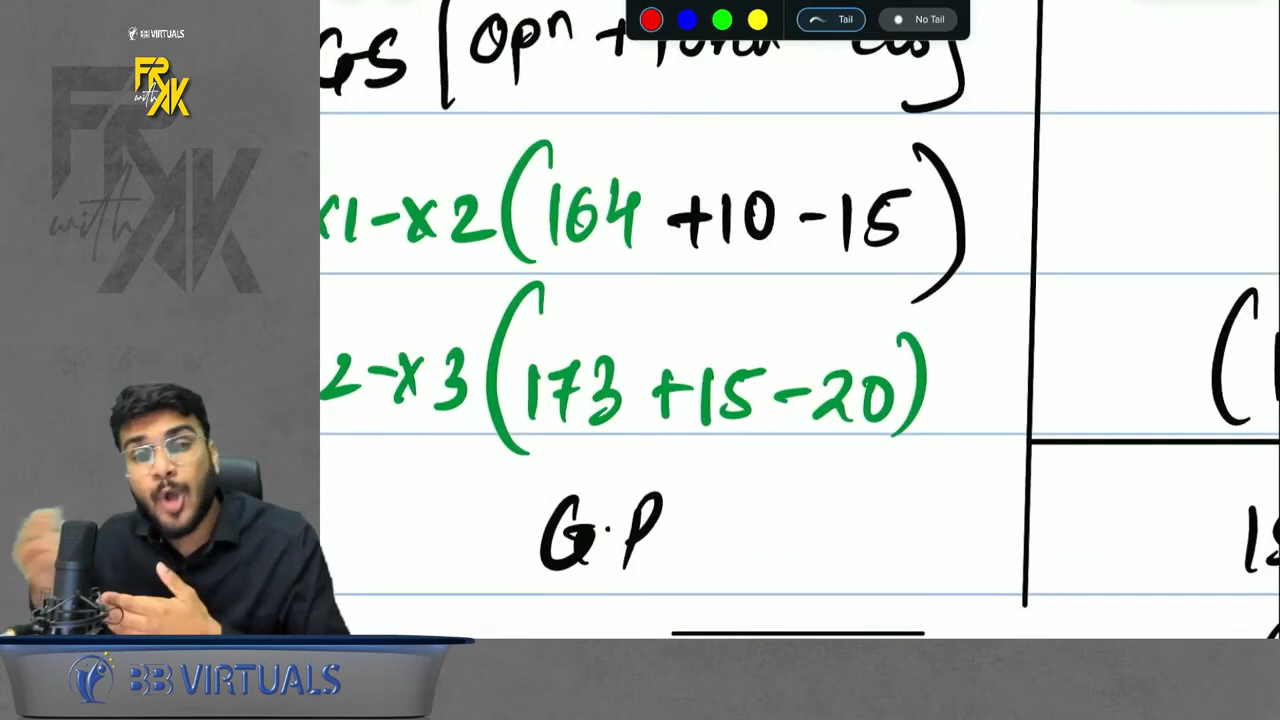 BB VIRTUALS
FR
with AK
Tail
No Tail
GS [Opⁿ +
x1-x2 (164 +10 -15)
2-x3 (173 +15-20)
G.P
(1
BB VIRTUALS